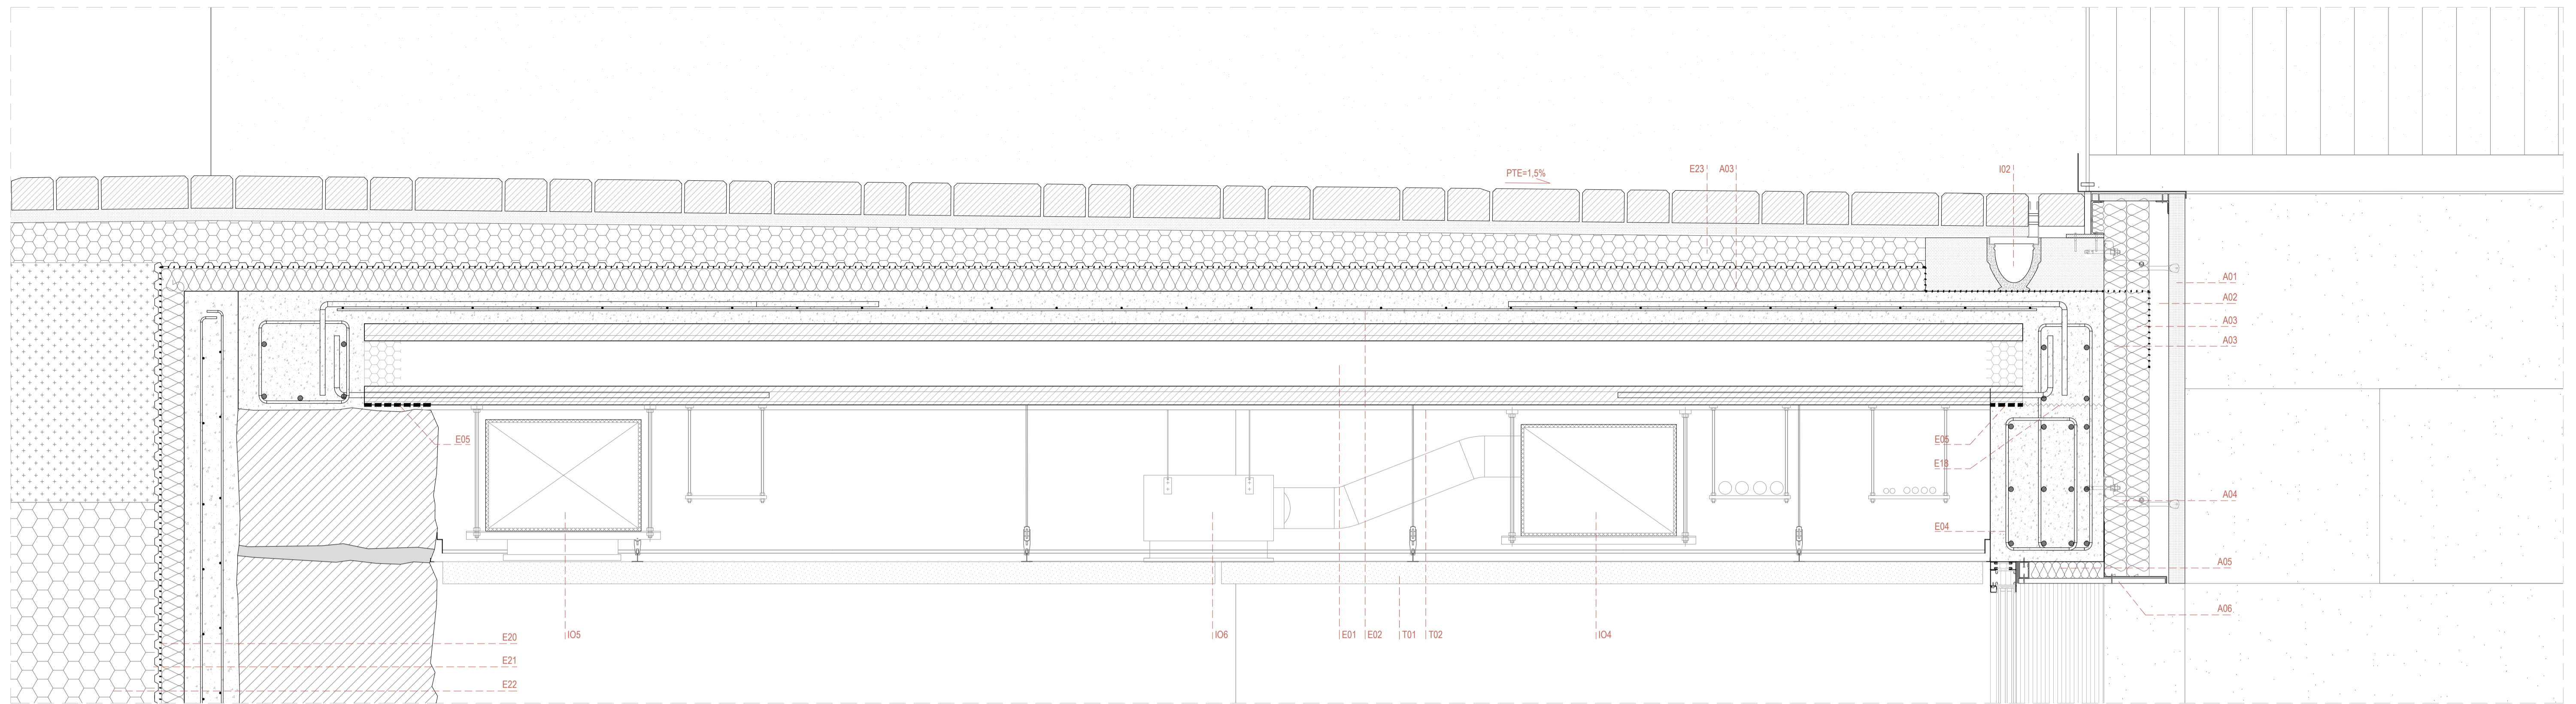 PTE=1,5%
E23 A03
I02
A01
A02
A03
A03
E05
E05
E18
A04
E04
A05
A06
E20
IO5
IO6
E01
E02
T01
T02
IO4
E21
E22